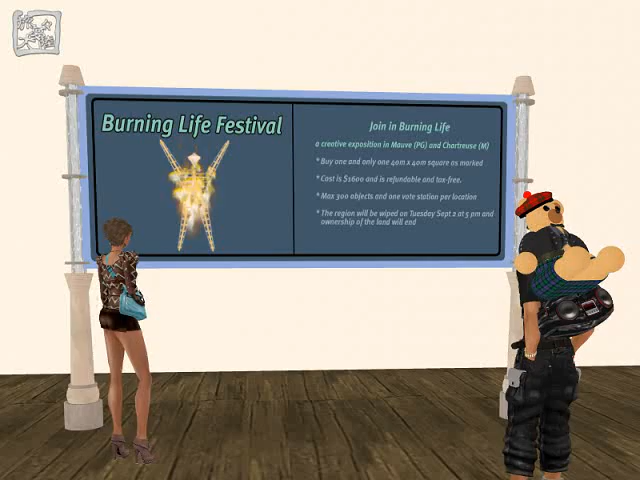 Burning Life Festival
Join in Burning Life
a creative exposition in Mauve (PG) and Chartreuse (M)
* Buy one and only one 40m x 40m square as marked
* Cost is $1600 and is refundable and tax-free.
* Max 300 objects and one vote station per location
* The region will be wiped on Tuesday Sept 2 at 5 pm and
ownership of the land will end